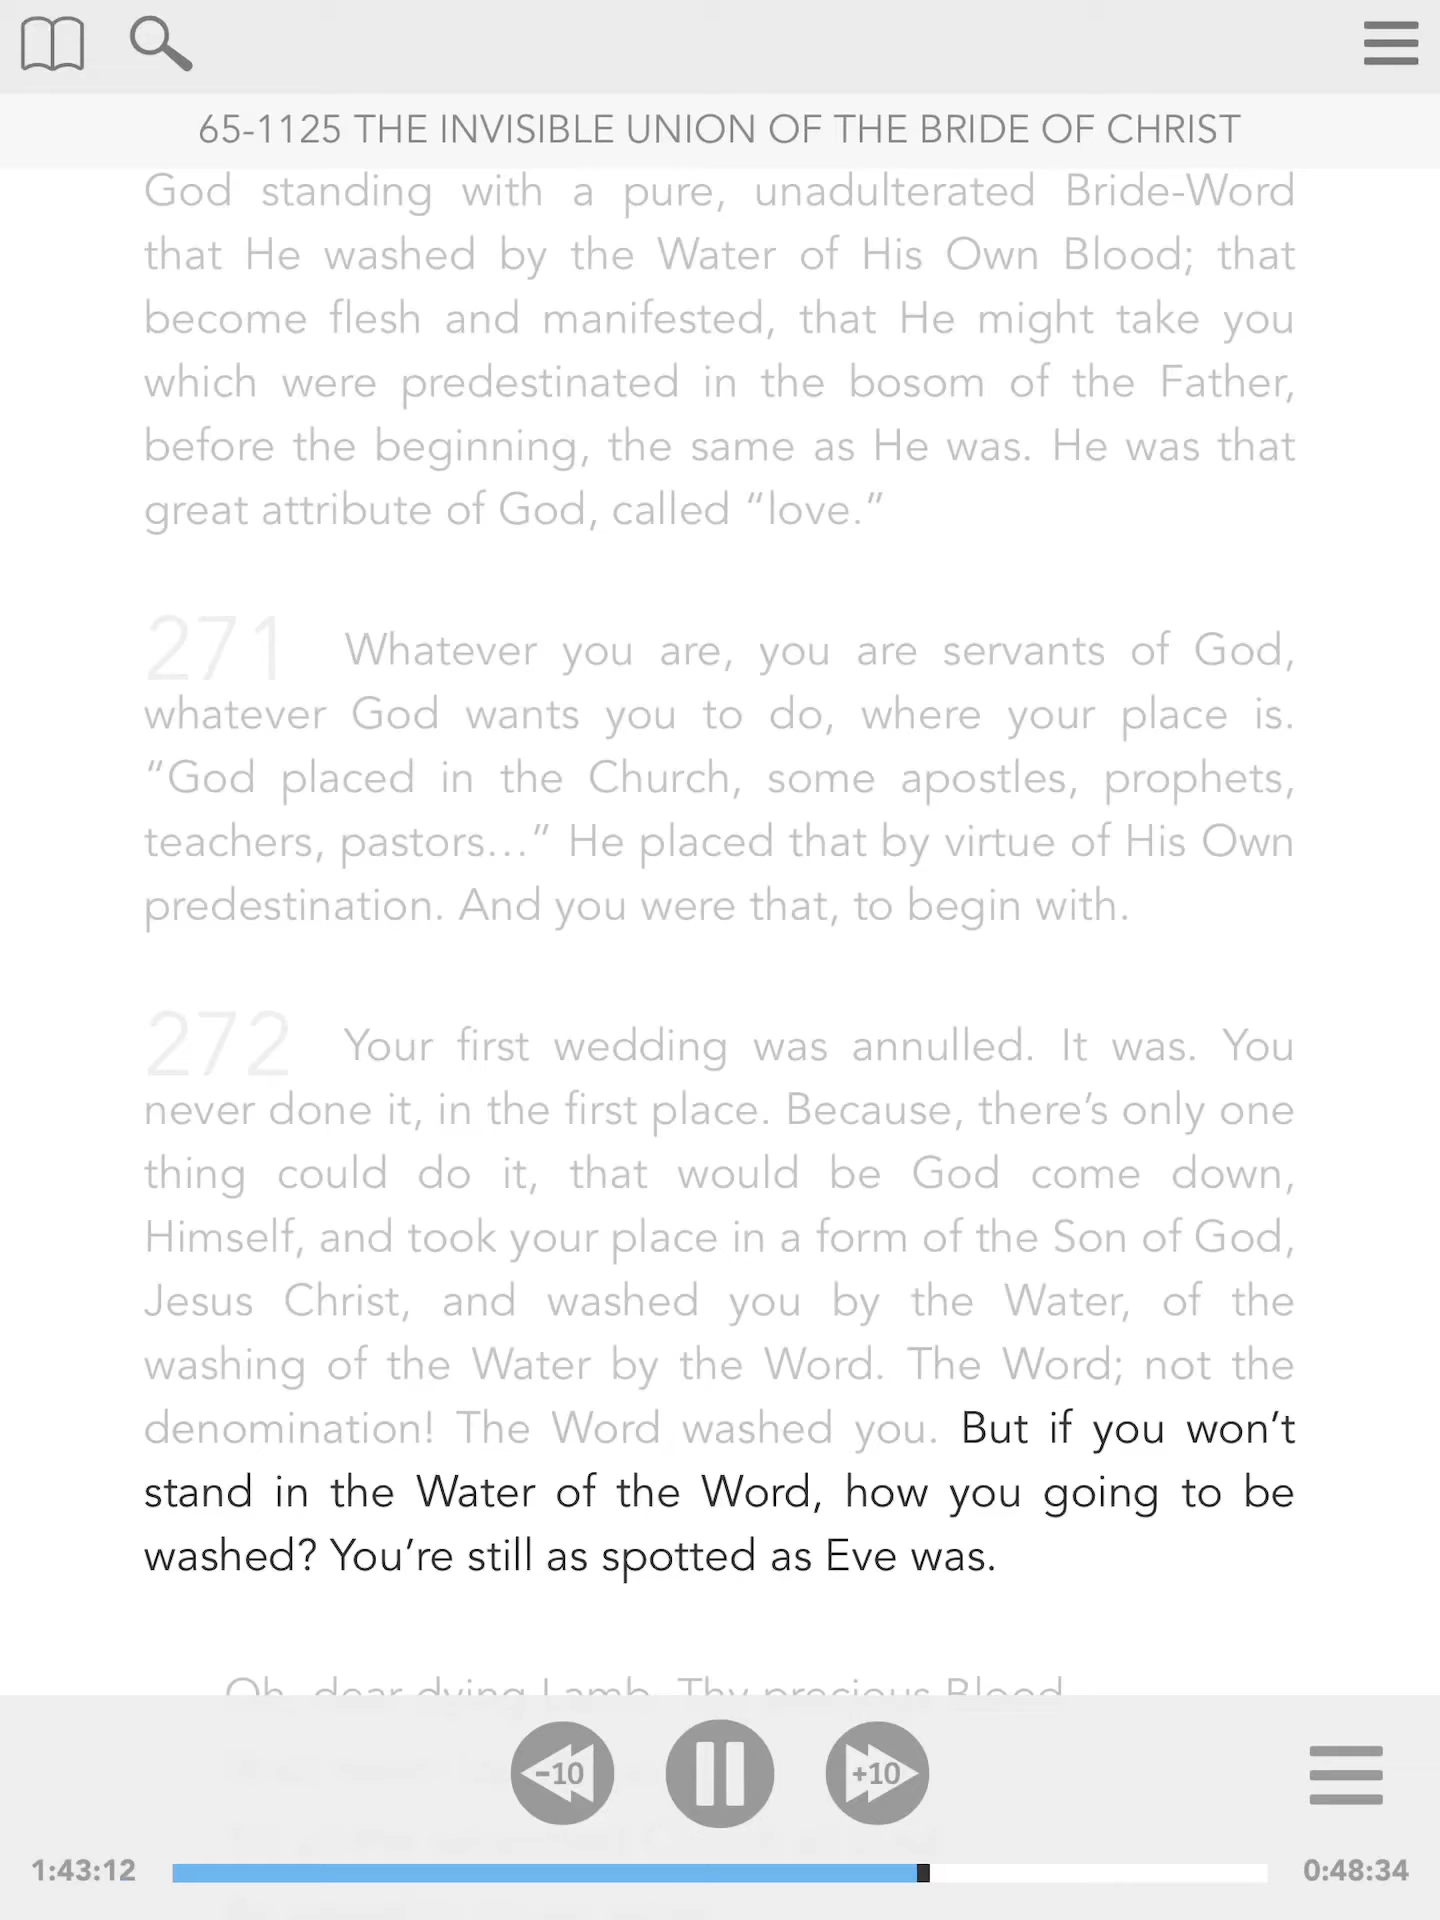 65-1125 THE INVISIBLE UNION OF THE BRIDE OF CHRIST
God standing with a pure, unadulterated Bride-Word
that He washed by the Water of His Own Blood; that
become flesh and manifested, that He might take you
which were predestinated in the bosom of the Father,
before the beginning, the same as He was. He was that
great attribute of God, called “love.”
271 Whatever you are, you are servants of God,
whatever God wants you to do, where your place is.
“God placed in the Church, some apostles, prophets,
teachers, pastors…” He placed that by virtue of His Own
predestination. And you were that, to begin with.
272 Your first wedding was annulled. It was. You
never done it, in the first place. Because, there’s only one
thing could do it, that would be God come down,
Himself, and took your place in a form of the Son of God,
Jesus Christ, and washed you by the Water, of the
washing of the Water by the Word. The Word; not the
denomination! The Word washed you. But if you won’t
stand in the Water of the Word, how you going to be
washed? You’re still as spotted as Eve was.
Oh, dear dying Lamb, Thy precious Blood
-10 +10
1:43:12 0:48:34